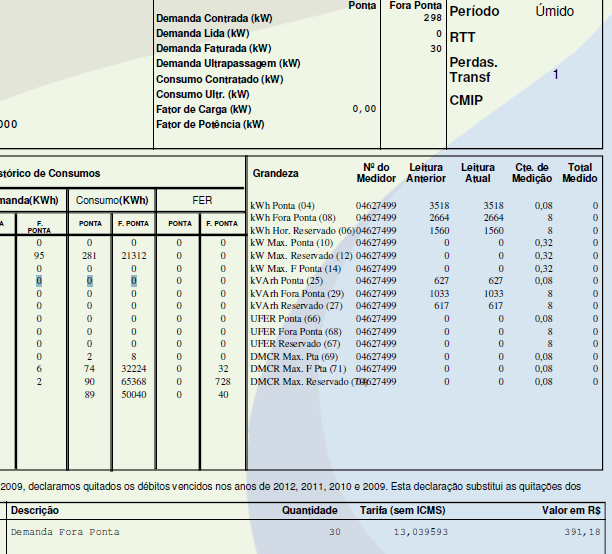 Ponta Fora Ponta
Demanda Contrada (kW) 298
Demanda Lida (kW) 0
Demanda Faturada (kW) 30
Demanda Ultrapassagem (kW)
Consumo Contratado (kW)
Consumo Ultr. (kW)
Fator de Carga (kW) 0,00
Fator de Potência (kW)
000
Período Úmido
RTT
Perdas.
Transf 1
CMIP
stórico de Consumos
manda(KWh) Consumo(KWh) FER
A F. PONTA PONTA F. PONTA PONTA F. PONTA
0 0 0 0 0
95 281 21312 0 0
0 0 0 0 0
0 0 0 0 0
0 0 0 0 0
0 0 0 0 0
0 0 0 0 0
0 0 0 0 0
0 0 0 0 0
0 2 8 0 0
6 74 32224 0 32
2 90 65368 0 728
89 50040 0 40
Grandeza Nº do Medidor Leitura Anterior Leitura Atual Cte. de Medição Total Medido
kWh Ponta (04) 04627499 3518 3518 0,08 0
kWh Fora Ponta (08) 04627499 2664 2664 8 0
kWh Hor. Reservado (06) 04627499 1560 1560 8 0
kW Max. Ponta (10) 04627499 0 0 0,32 0
kW Max. Reservado (12) 04627499 0 0 0,32 0
kW Max. F Ponta (14) 04627499 0 0 0,32 0
kVArh Ponta (25) 04627499 627 627 0,08 0
kVArh Fora Ponta (29) 04627499 1033 1033 8 0
kVArh Reservado (27) 04627499 617 617 8 0
UFER Ponta (66) 04627499 0 0 0,08 0
UFER Fora Ponta (68) 04627499 0 0 8 0
UFER Reservado (67) 04627499 0 0 8 0
DMCR Max. Pta (69) 04627499 0 0 0,08 0
DMCR Max. F Pta (71) 04627499 0 0 0,08 0
DMCR Max. Reservado (70) 04627499 0 0 0,08 0
2009, declaramos quitados os débitos vencidos nos anos de 2012, 2011, 2010 e 2009. Esta declaração substitui as quitações dos
Descrição Quantidade Tarifa (sem ICMS) Valor em R$
Demanda Fora Ponta 30 13,039593 391,18